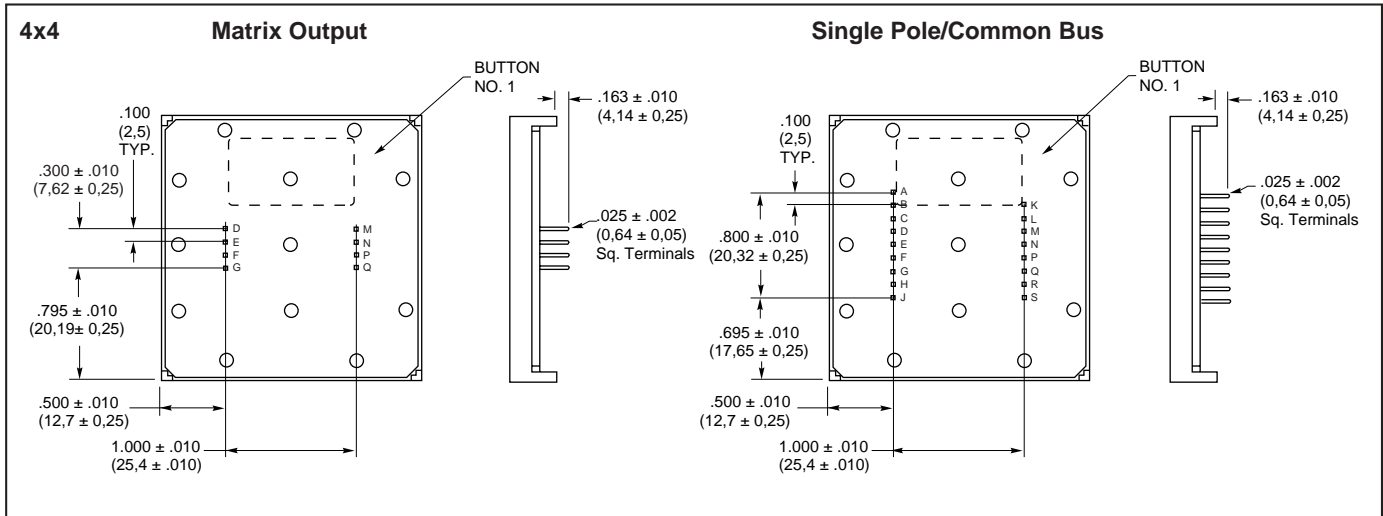 4x4
Matrix Output
Single Pole/Common Bus
BUTTON
NO. 1
.100
(2,5)
TYP.
.300 ± .010
(7,62 ± 0,25)
.795 ± .010
(20,19± 0,25)
.500 ± .010
(12,7 ± 0,25)
1.000 ± .010
(25,4 ± .010)
D
E
F
G
M
N
P
Q
.163 ± .010
(4,14 ± 0,25)
.025 ± .002
(0,64 ± 0,05)
Sq. Terminals
BUTTON
NO. 1
.100
(2,5)
TYP.
.800 ± .010
(20,32 ± 0,25)
.695 ± .010
(17,65 ± 0,25)
.500 ± .010
(12,7 ± 0,25)
1.000 ± .010
(25,4 ± .010)
A
B
C
D
E
F
G
H
J
K
L
M
N
P
Q
R
S
.163 ± .010
(4,14 ± 0,25)
.025 ± .002
(0,64 ± 0,05)
Sq. Terminals